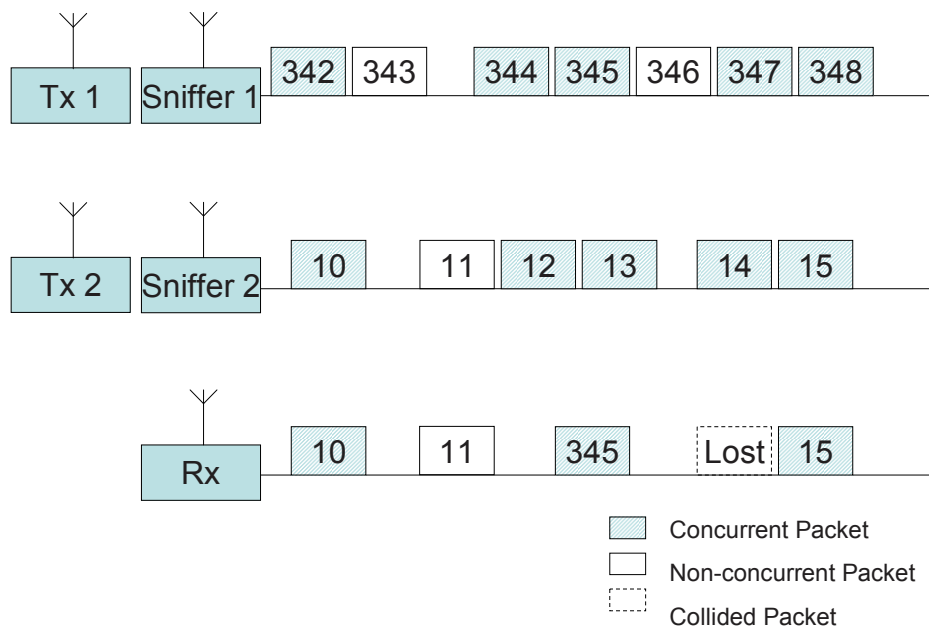 342 343 344 345 346 347 348
Tx 1 Sniffer 1
10 11 12 13 14 15
Tx 2 Sniffer 2
10 11 345 Lost 15
Rx
Concurrent Packet
Non-concurrent Packet
Collided Packet